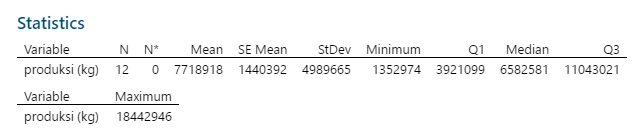 Statistics
Variable N N* Mean SE Mean StDev Minimum Q1 Median Q3
produksi (kg) 12 0 7718918 1440392 4989665 1352974 3921099 6582581 11043021
Variable Maximum
produksi (kg) 18442946